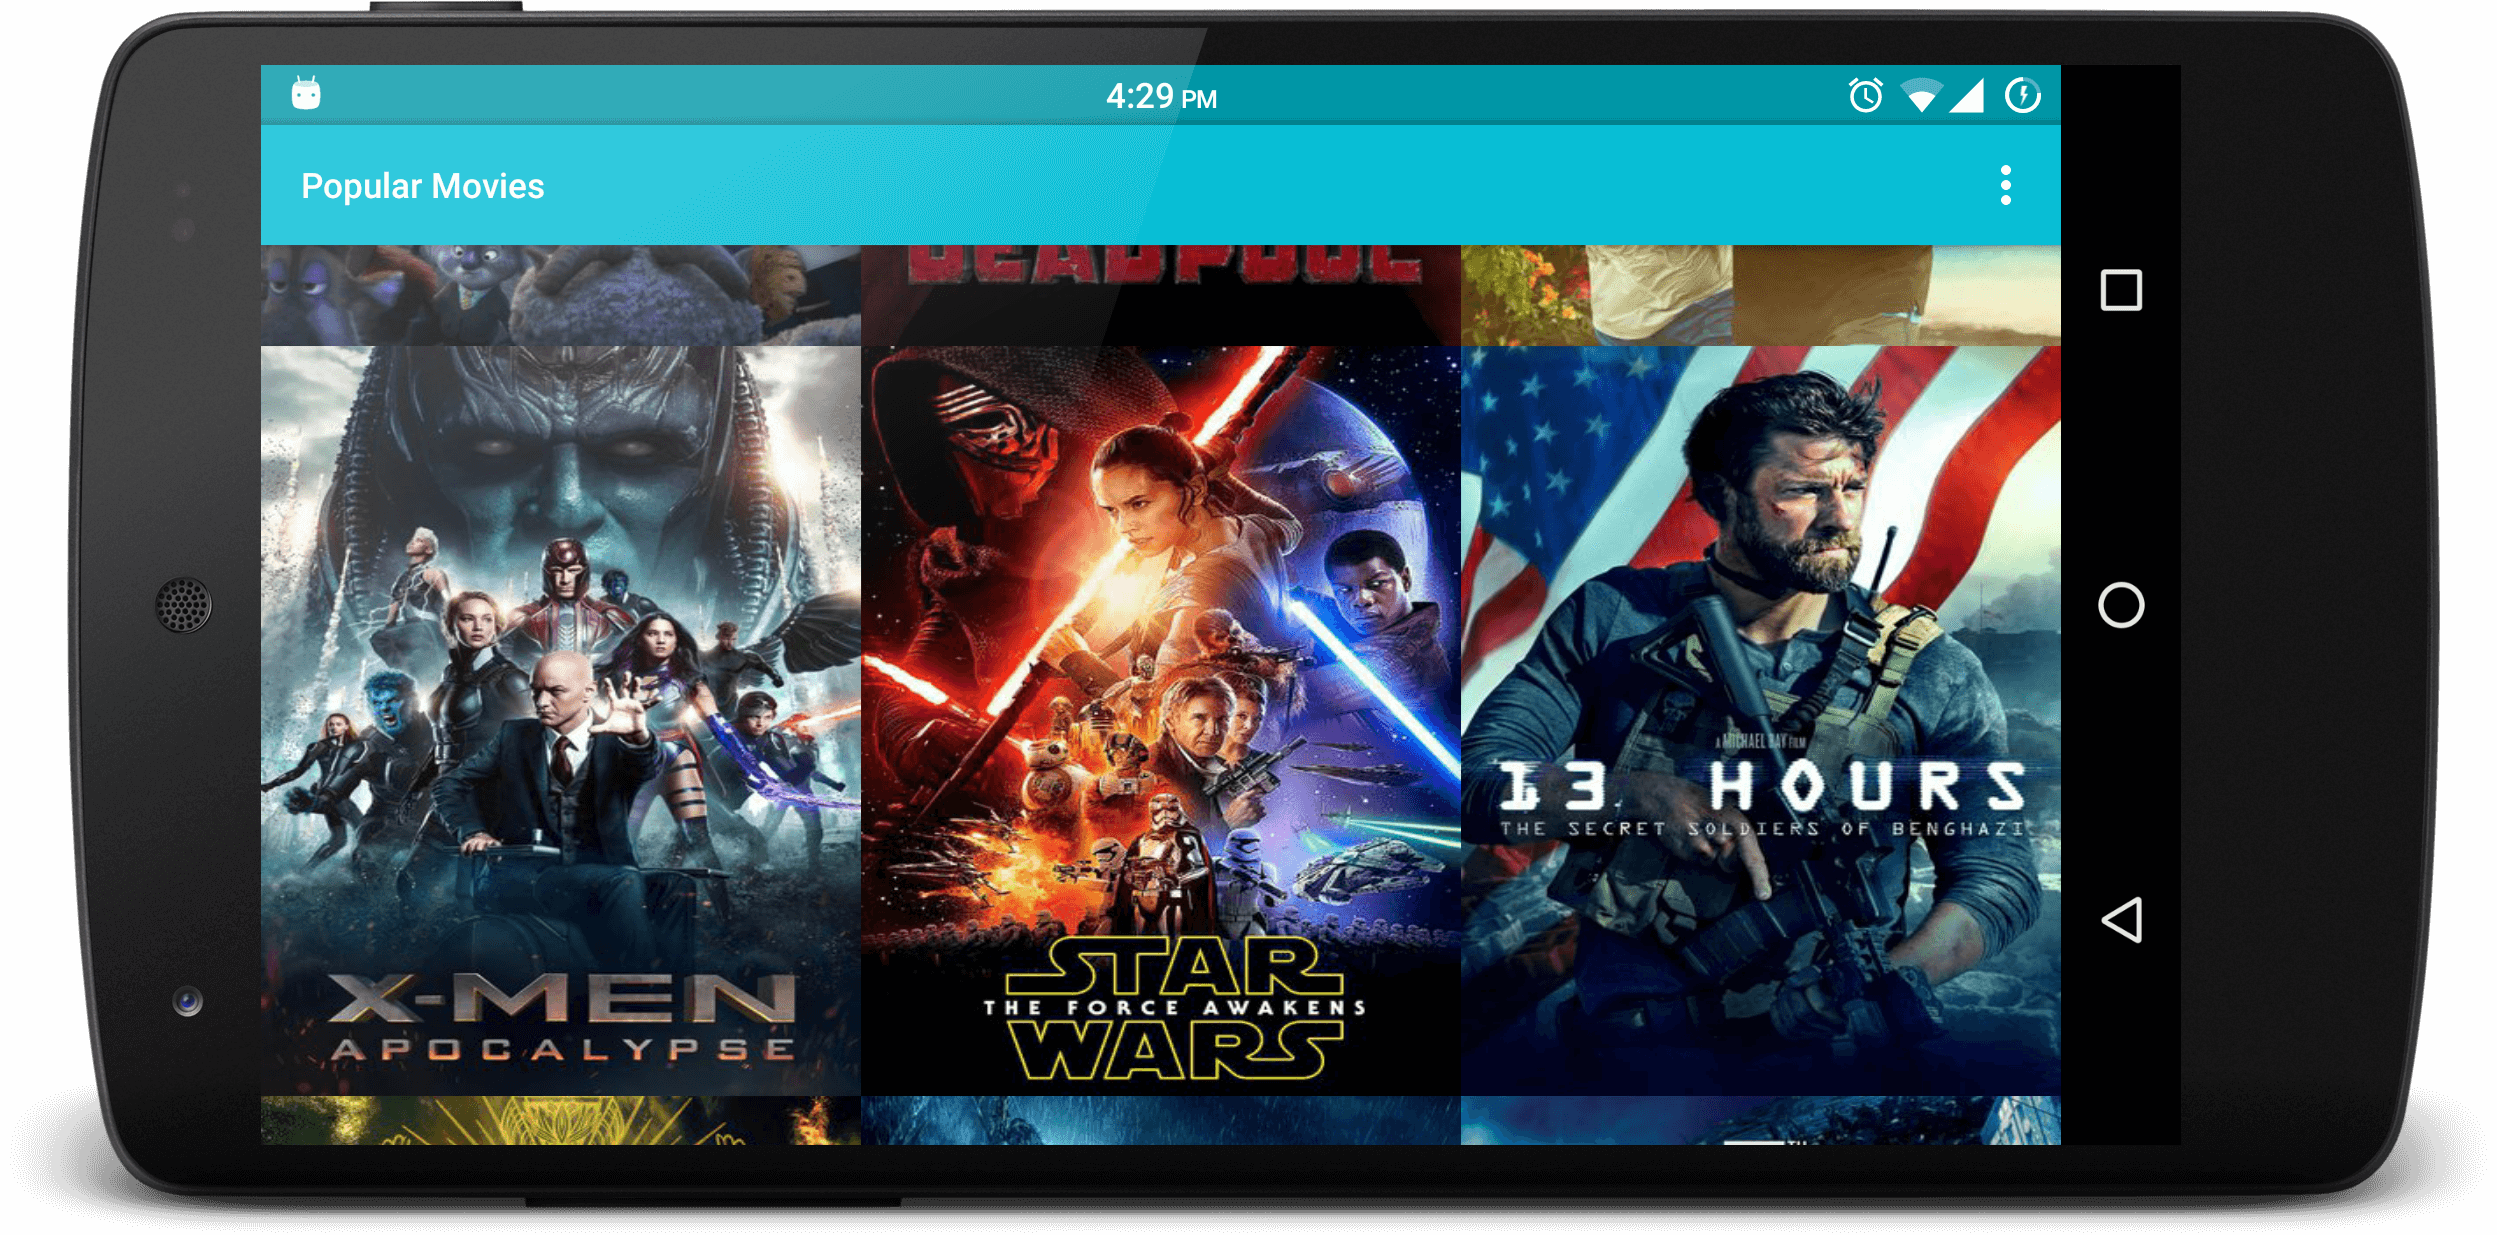 4:29 PM
Popular Movies
DEADPOOL
X-MEN
APOCALYPSE
STAR
THE FORCE AWAKENS
WARS
A MICHAEL BAY FILM
13 HOURS
THE SECRET SOLDIERS OF BENGHAZI
TH